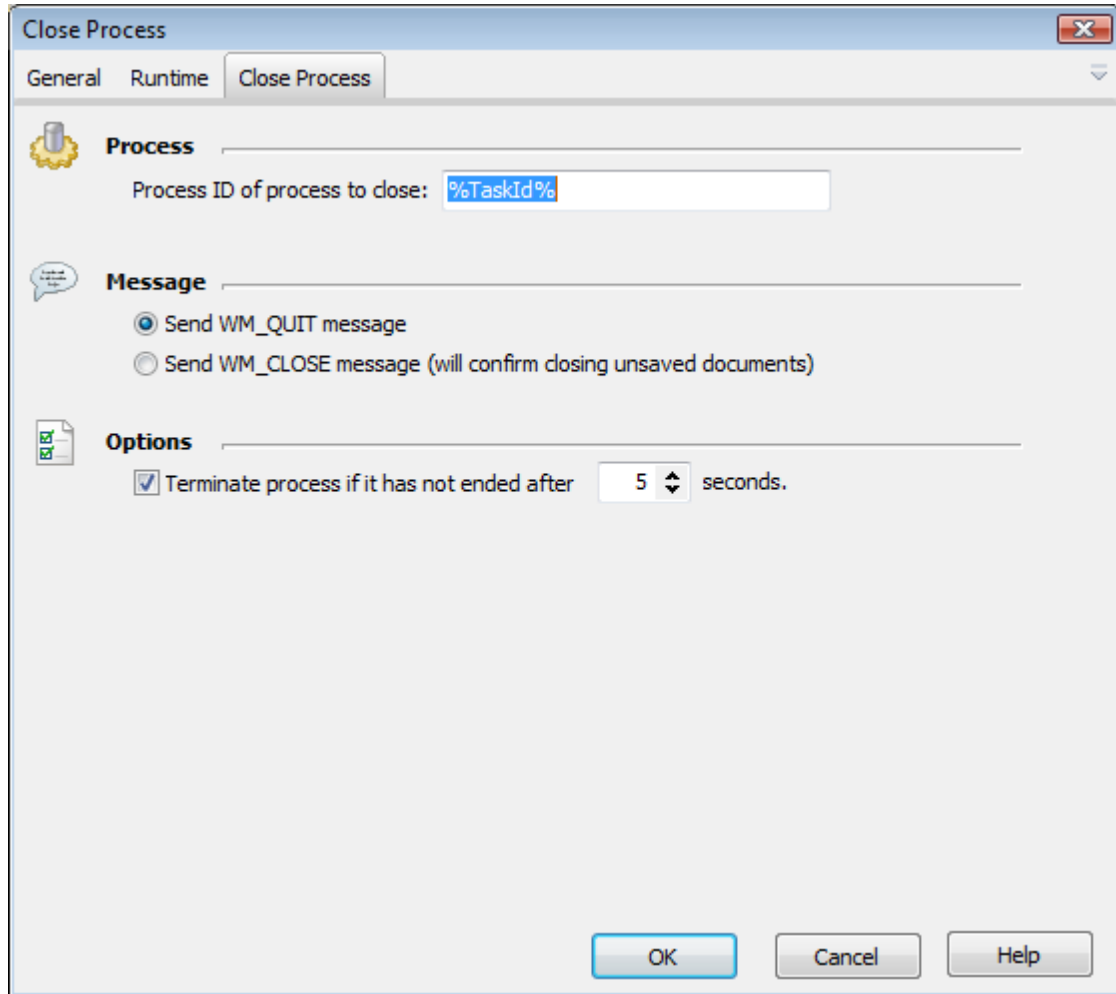 Close Process
General Runtime Close Process
Process
Process ID of process to close: %TaskId%
Message
Send WM_QUIT message
Send WM_CLOSE message (will confirm closing unsaved documents)
Options
Terminate process if it has not ended after 5 seconds.
OK Cancel Help